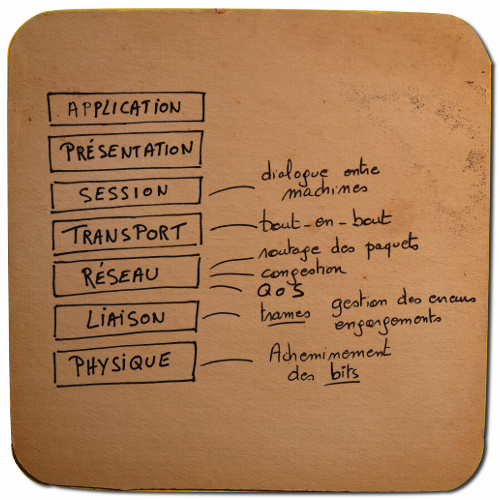 APPLICATION
PRÉSENTATION
SESSION
dialogue entre
machines
TRANSPORT
bout-en-bout
RÉSEAU
routage des paquets
congestion
QoS
LIAISON
trames gestion des erreurs
engorgements
PHYSIQUE
Acheminement
des bits